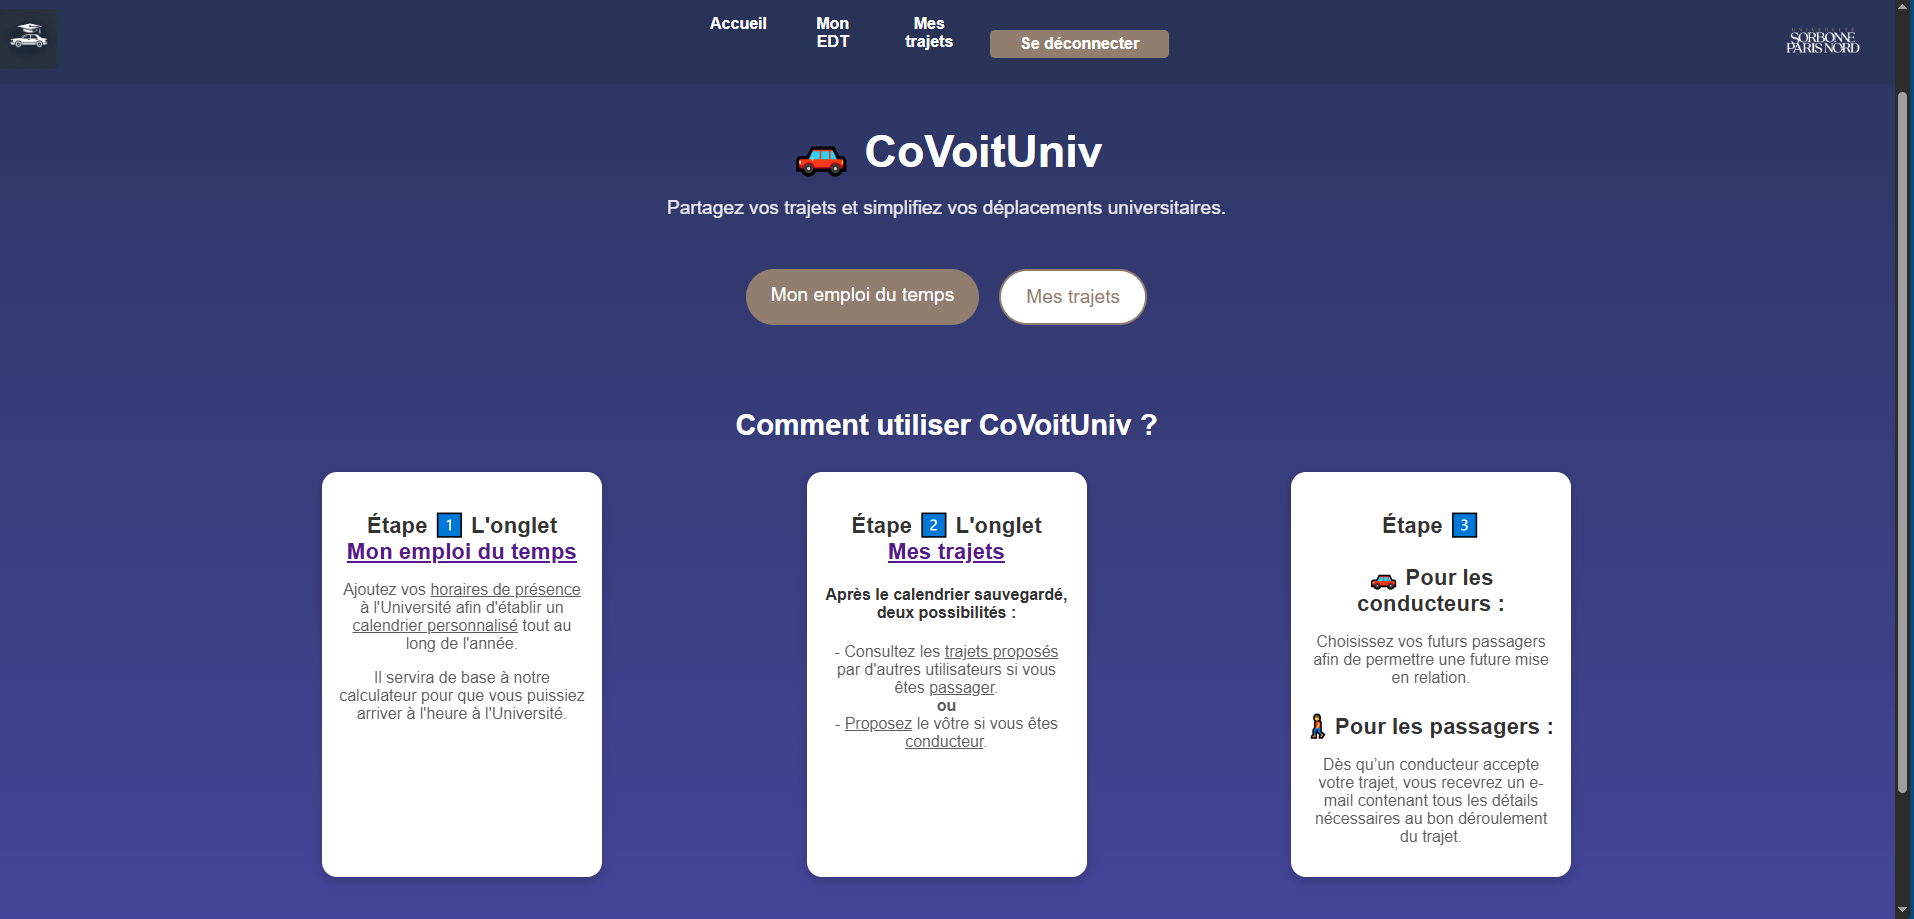 Accueil
Mon
EDT
Mes
trajets
Se déconnecter
SORBONNE
PARIS NORD
CoVoitUniv
Partagez vos trajets et simplifiez vos déplacements universitaires.
Mon emploi du temps
Mes trajets
Comment utiliser CoVoitUniv ?
Étape 1 L'onglet
Mon emploi du temps
Ajoutez vos horaires de présence
à l'Université afin d'établir un
calendrier personnalisé tout au
long de l'année.
Il servira de base à notre
calculateur pour que vous puissiez
arriver à l'heure à l'Université.
Étape 2 L'onglet
Mes trajets
Après le calendrier sauvegardé,
deux possibilités :
- Consultez les trajets proposés
par d'autres utilisateurs si vous
êtes passager.
ou
- Proposez le vôtre si vous êtes
conducteur.
Étape 3
Pour les
conducteurs :
Choisissez vos futurs passagers
afin de permettre une future mise
en relation.
Pour les passagers :
Dès qu’un conducteur accepte
votre trajet, vous recevrez un e-
mail contenant tous les détails
nécessaires au bon déroulement
du trajet.